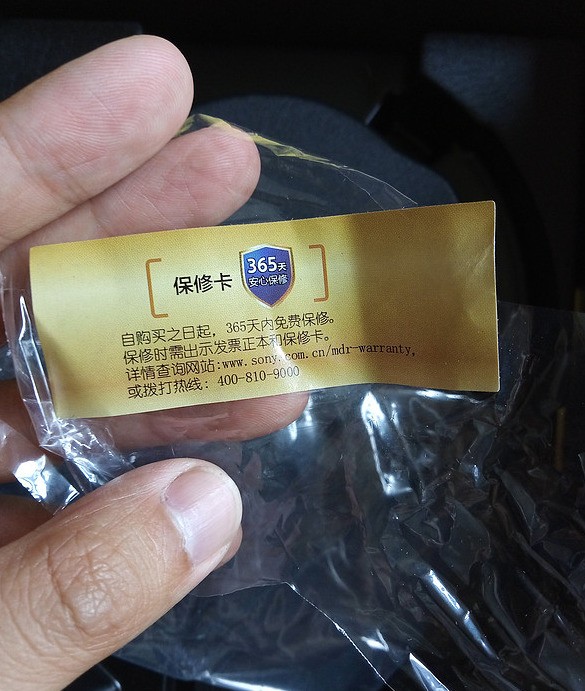 保修卡
365天
安心保修
自购买之日起，365天内免费保修。
保修时需出示发票正本和保修卡。
详情查询网站:www.sony.com.cn/mdr-warranty,
或拨打热线: 400-810-9000